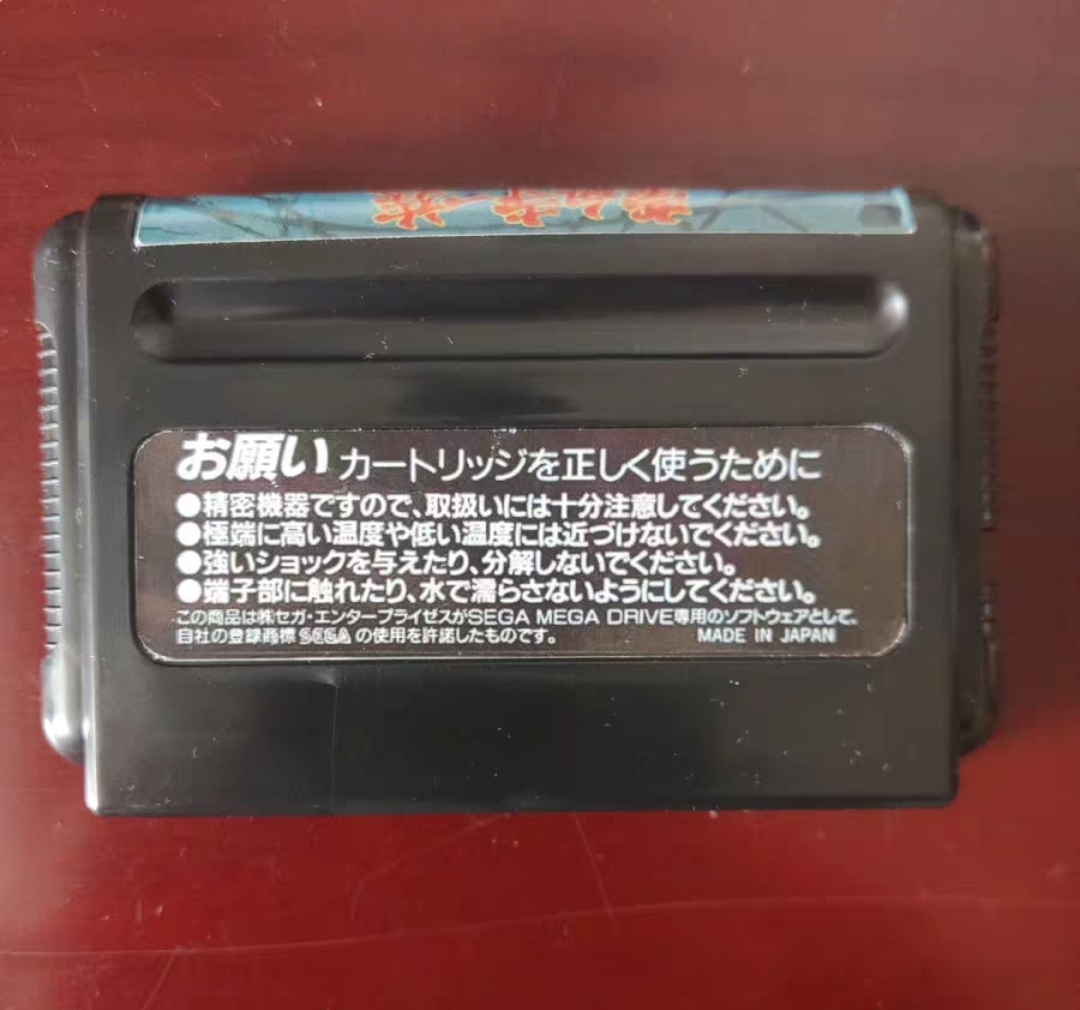 お願い カートリッジを正しく使うために
●精密機器ですので、取扱いには十分注意してください。
●極端に高い温度や低い温度には近づけないでください。
●強いショックを与えたり、分解しないでください。
●端子部に触れたり、水で濡らさないようにしてください。
この商品は㈱セガ・エンタープライゼスがSEGA MEGA DRIVE専用のソフトウェアとして、
自社の登録商標 SEGA の使用を許諾したものです。 MADE IN JAPAN